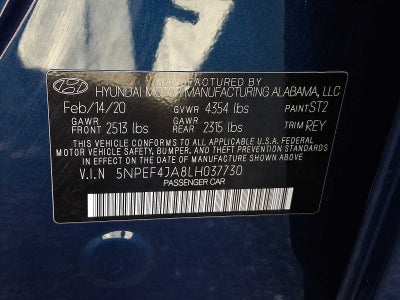 MANUFACTURED BY
HYUNDAI MOTOR MANUFACTURING ALABAMA, LLC
Feb/14/20 GVWR 4354 lbs PAINT ST2
GAWR FRONT 2513 lbs GAWR REAR 2315 lbs TRIM REY
THIS VEHICLE CONFORMS TO ALL APPLICABLE U.S.A. FEDERAL
MOTOR VEHICLE SAFETY, BUMPER, AND THEFT PREVENTION STANDARDS
IN EFFECT ON THE DATE OF MANUFACTURE SHOWN ABOVE.
V.I.N 5NPEF4JA8LH037730
PASSENGER CAR